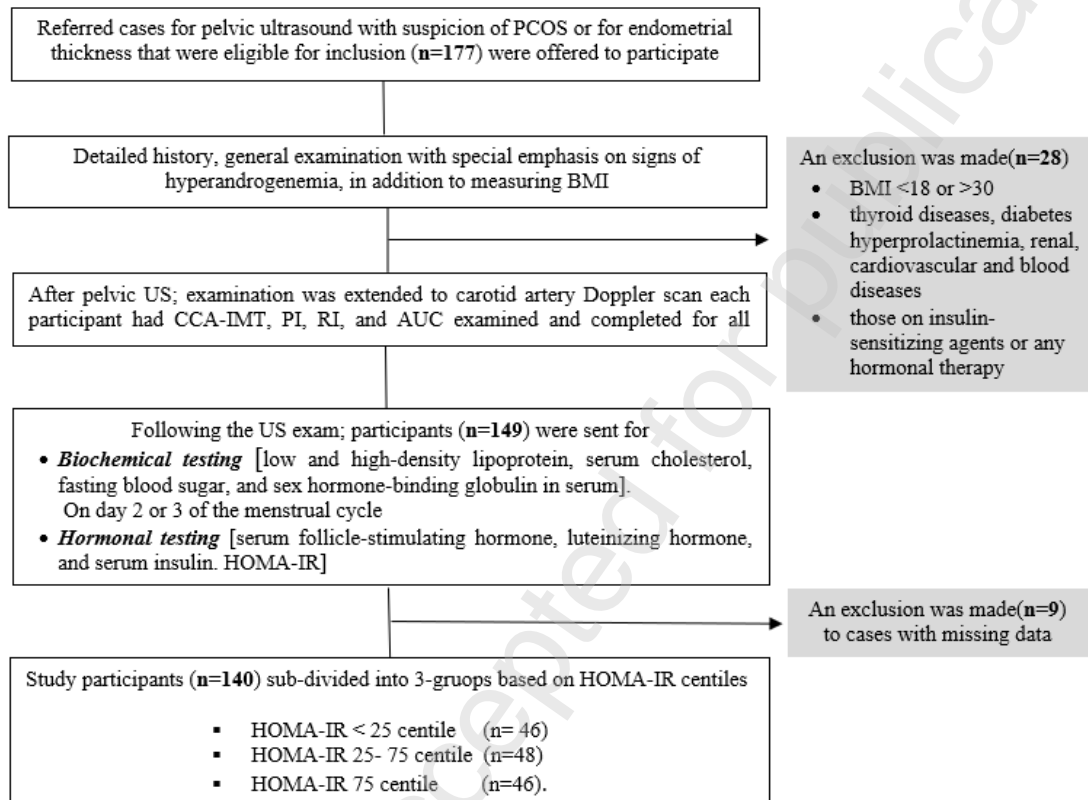 Referred cases for pelvic ultrasound with suspicion of PCOS or for endometrial
thickness that were eligible for inclusion (n=177) were offered to participate
Detailed history, general examination with special emphasis on signs of
hyperandrogenemia, in addition to measuring BMI
An exclusion was made(n=28)
• BMI <18 or >30
• thyroid diseases, diabetes
hyperprolactinemia, renal,
cardiovascular and blood
diseases
• those on insulin-
sensitizing agents or any
hormonal therapy
After pelvic US; examination was extended to carotid artery Doppler scan each
participant had CCA-IMT, PI, RI, and AUC examined and completed for all
Following the US exam; participants (n=149) were sent for
• Biochemical testing [low and high-density lipoprotein, serum cholesterol,
fasting blood sugar, and sex hormone-binding globulin in serum].
On day 2 or 3 of the menstrual cycle
• Hormonal testing [serum follicle-stimulating hormone, luteinizing hormone,
and serum insulin. HOMA-IR]
An exclusion was made(n=9)
to cases with missing data
Study participants (n=140) sub-divided into 3-gruops based on HOMA-IR centiles
▪ HOMA-IR < 25 centile (n= 46)
▪ HOMA-IR 25- 75 centile (n=48)
▪ HOMA-IR 75 centile (n=46).
cepted for publica